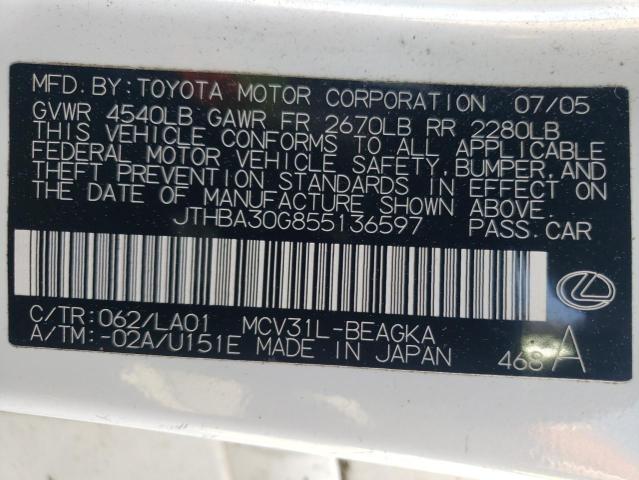 MFD. BY: TOYOTA MOTOR CORPORATION 07/05
GVWR 4540LB GAWR FR 2670LB RR 2280LB
THIS VEHICLE CONFORMS TO ALL APPLICABLE
FEDERAL MOTOR VEHICLE SAFETY, BUMPER, AND
THEFT PREVENTION STANDARDS IN EFFECT ON
THE DATE OF MANUFACTURE SHOWN ABOVE.
JTHBA30G855136597 PASS. CAR
C/TR: 062/LA01 MCV31L-BEAGKA
A/TM: -02A/U151E MADE IN JAPAN 468 A